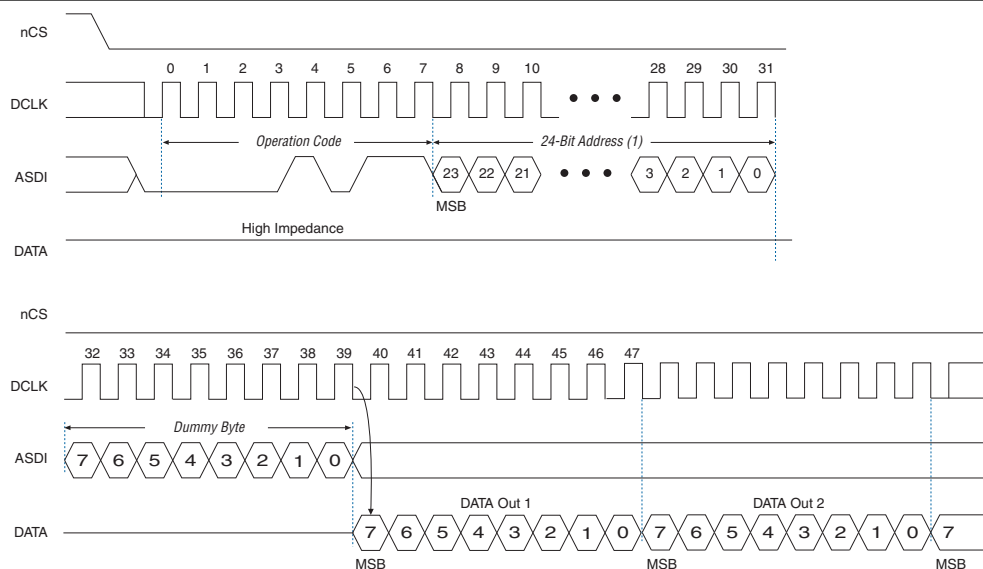 nCS
0 1 2 3 4 5 6 7 8 9 10 28 29 30 31
DCLK
Operation Code 24-Bit Address (1)
ASDI 23 22 21 3 2 1 0
MSB
High Impedance
DATA
nCS
32 33 34 35 36 37 38 39 40 41 42 43 44 45 46 47
DCLK
Dummy Byte
ASDI 7 6 5 4 3 2 1 0
DATA Out 1 DATA Out 2
DATA 7 6 5 4 3 2 1 0 7 6 5 4 3 2 1 0 7
MSB MSB MSB